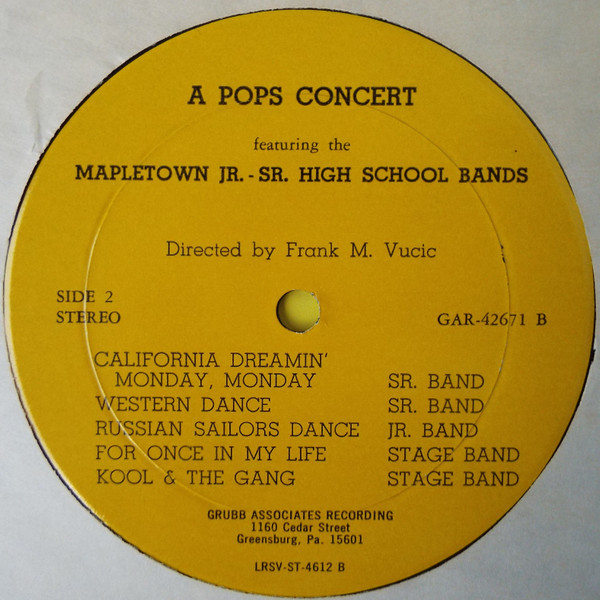 A POPS CONCERT
featuring the
MAPLETOWN JR. - SR. HIGH SCHOOL BANDS
Directed by Frank M. Vucic
SIDE 2
STEREO
GAR-42671 B
CALIFORNIA DREAMIN'
MONDAY, MONDAY SR. BAND
WESTERN DANCE SR. BAND
RUSSIAN SAILORS DANCE JR. BAND
FOR ONCE IN MY LIFE STAGE BAND
KOOL & THE GANG STAGE BAND
GRUBB ASSOCIATES RECORDING
1160 Cedar Street
Greensburg, Pa. 15601
LRSV-ST-4612 B